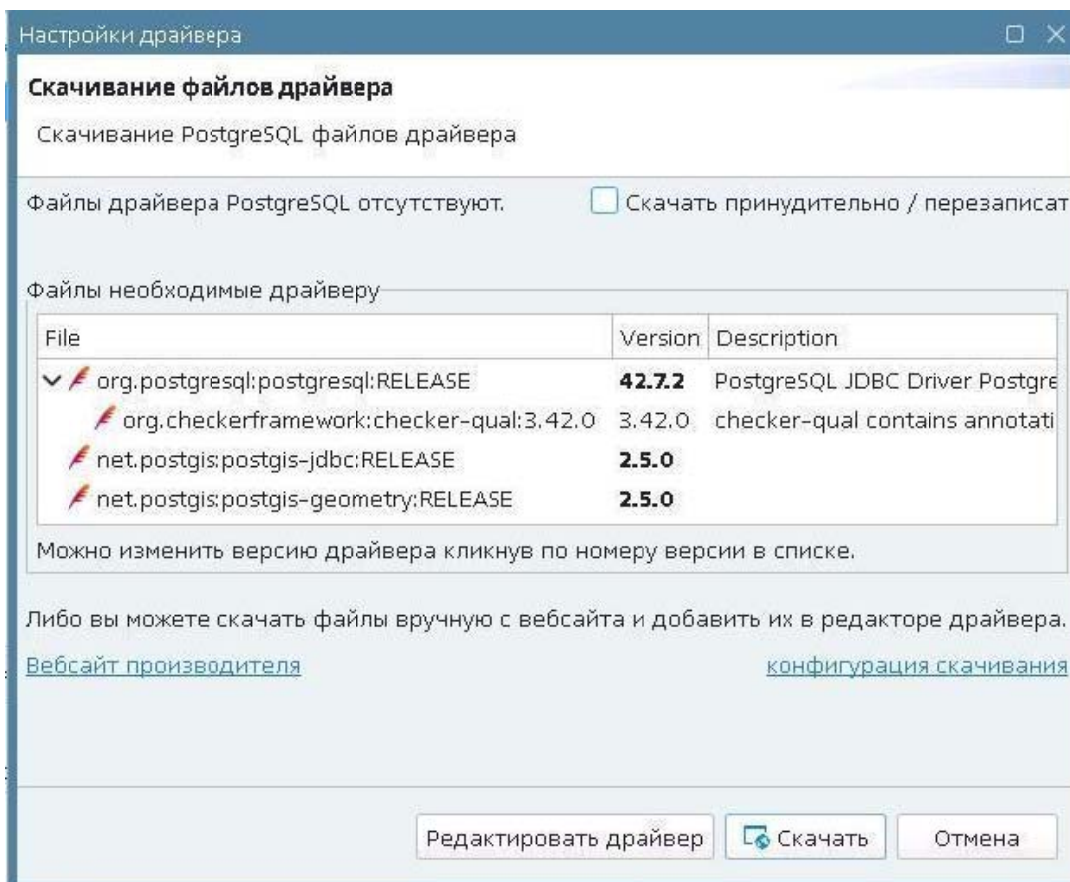 Настройки драйвера
Скачивание файлов драйвера
Скачивание PostgreSQL файлов драйвера
Файлы драйвера PostgreSQL отсутствуют.
Скачать принудительно / перезаписат
Файлы необходимые драйверу
File Version Description
org.postgresql:postgresql:RELEASE 42.7.2 PostgreSQL JDBC Driver Postgre
org.checkerframework:checker-qual:3.42.0 3.42.0 checker-qual contains annotati
net.postgis:postgis-jdbc:RELEASE 2.5.0
net.postgis:postgis-geometry:RELEASE 2.5.0
Можно изменить версию драйвера кликнув по номеру версии в списке.
Либо вы можете скачать файлы вручную с вебсайта и добавить их в редакторе драйвера.
Вебсайт производителя
конфигурация скачивания
Редактировать драйвер
Скачать
Отмена